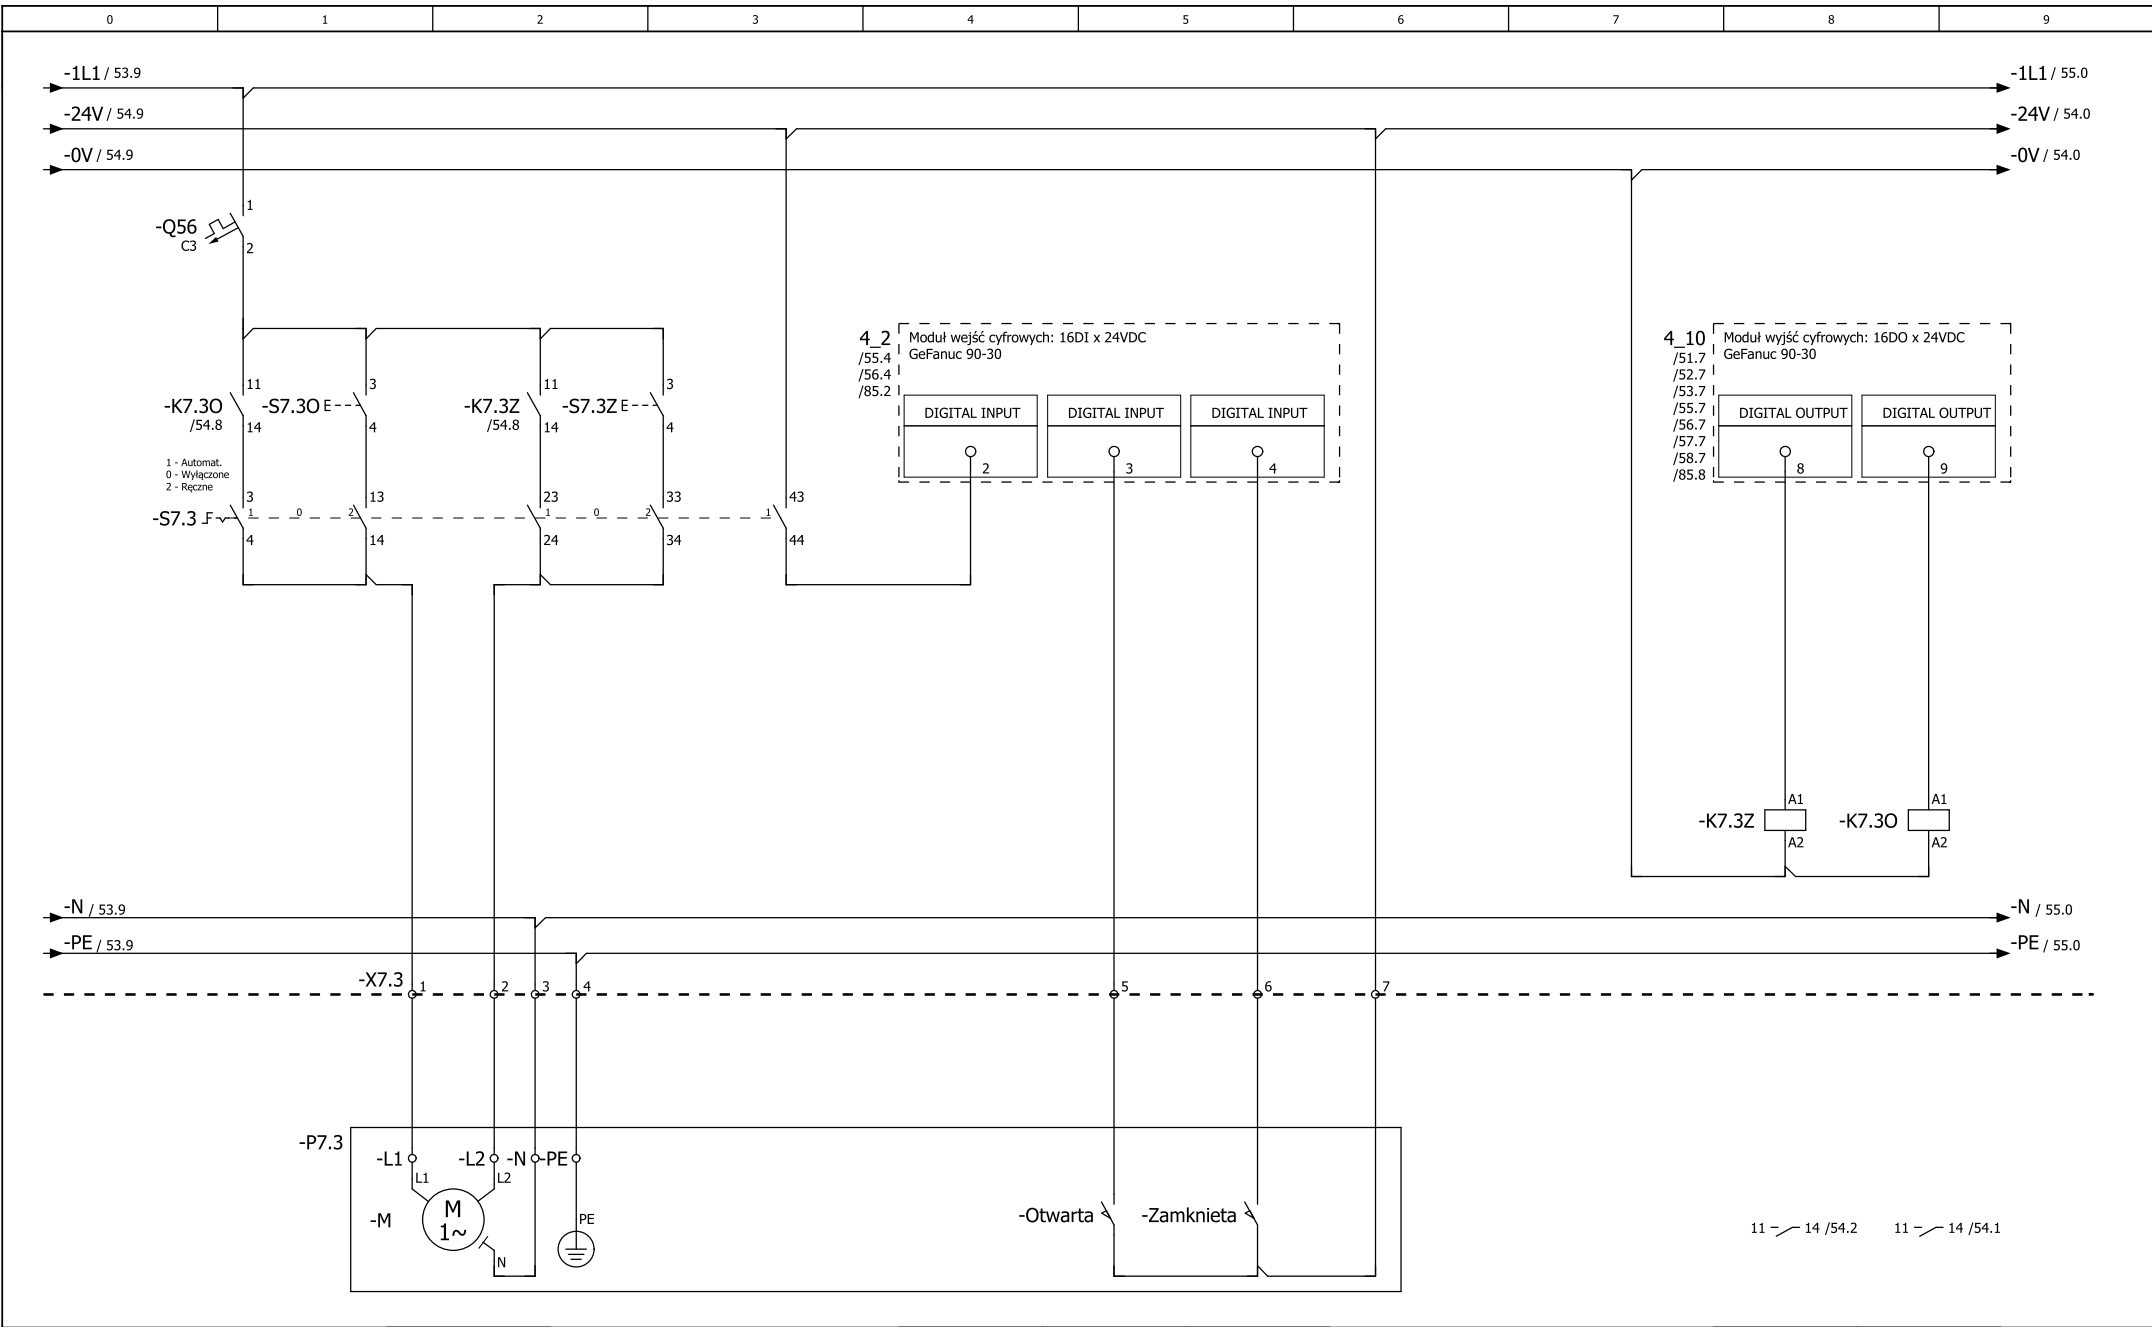 0 1 2 3 4 5 6 7 8 9
-1L1 / 53.9
-1L1 / 55.0
-24V / 54.9
-24V / 54.0
-0V / 54.9
-0V / 54.0
1
-Q56
C3
2
4_2
/55.4
/56.4
/85.2
Moduł wejść cyfrowych: 16DI x 24VDC
GeFanuc 90-30
DIGITAL INPUT
2
DIGITAL INPUT
3
DIGITAL INPUT
4
4_10
/51.7
/52.7
/53.7
/55.7
/56.7
/57.7
/58.7
/85.8
Moduł wyjść cyfrowych: 16DO x 24VDC
GeFanuc 90-30
DIGITAL OUTPUT
8
DIGITAL OUTPUT
9
11
-K7.3O
/54.8
14
3
-S7.3O
4
11
-K7.3Z
/54.8
14
3
-S7.3Z
4
1 - Automat.
0 - Wyłączone
2 - Ręczne
3 13 23 33 43
-S7.3 1 0 2 1 0 2 1
4 14 24 34 44
A1 A1
-K7.3Z -K7.3O
A2 A2
-N / 53.9
-N / 55.0
-PE / 53.9
-PE / 55.0
-X7.3 1 2 3 4 5 6 7
-P7.3
-L1 -L2 -N -PE
L1 L2
-M
M
1~
N
PE
-Otwarta
-Zamknieta
11 14 /54.2
11 14 /54.1